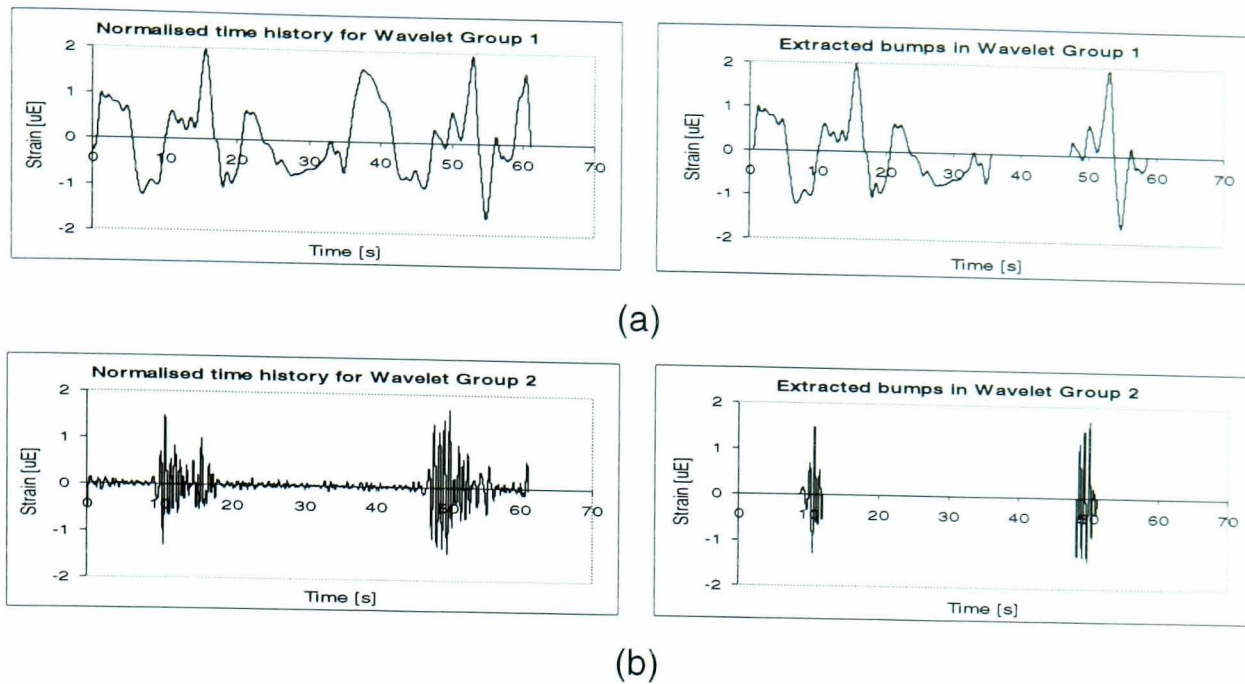 Normalised time history for Wavelet Group 1
2
1
0
-1
-2
Strain [uE]
0 10 20 30 40 50 60 70
Time [s]
Extracted bumps in Wavelet Group 1
2
1
0
-1
-2
Strain [uE]
0 10 20 30 40 50 60 70
Time [s]
(a)
Normalised time history for Wavelet Group 2
2
1
0
-1
-2
Strain [uE]
0 10 20 30 40 50 60 70
Time [s]
Extracted bumps in Wavelet Group 2
2
1
0
-1
-2
Strain [uE]
0 10 20 30 40 50 60 70
Time [s]
(b)